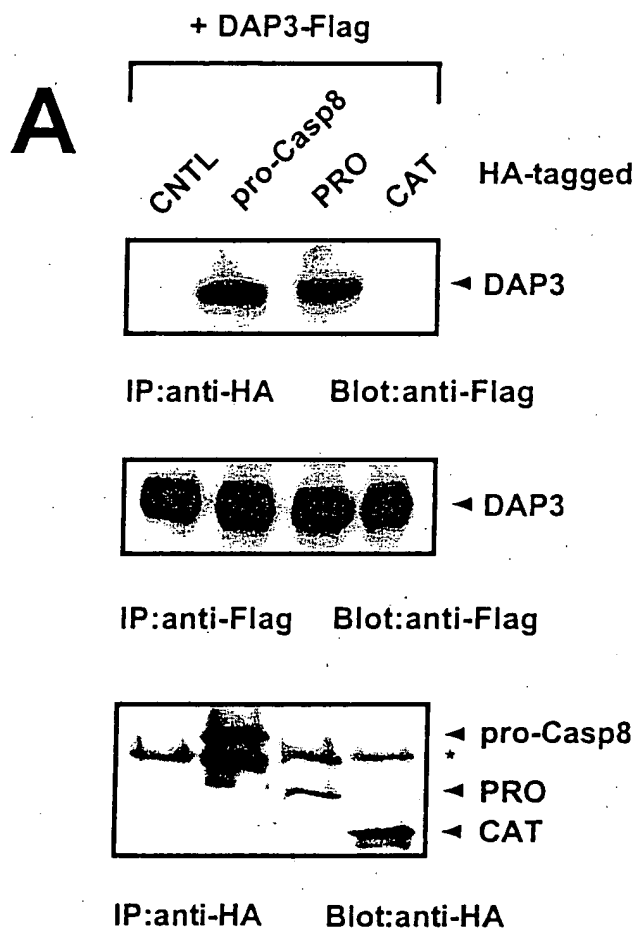 + DAP3-Flag
A
CNTL pro-Casp8 PRO CAT HA-tagged
DAP3
IP:anti-HA Blot:anti-Flag
DAP3
IP:anti-Flag Blot:anti-Flag
pro-Casp8
*
PRO
CAT
IP:anti-HA Blot:anti-HA